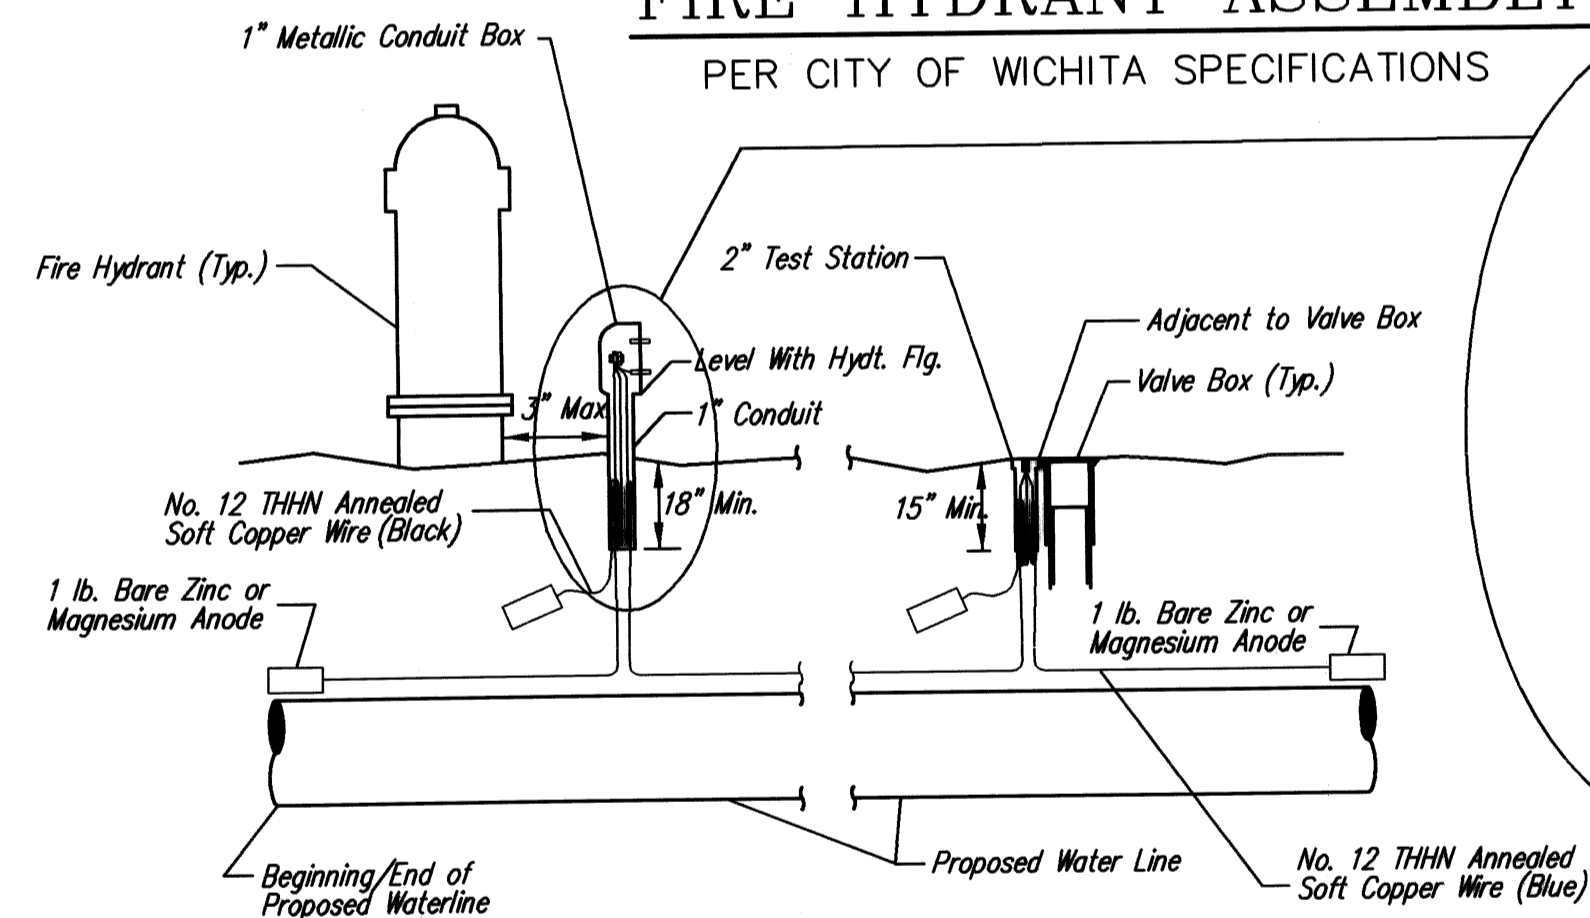 FIRE HYDRANT ASSEMBLY
PER CITY OF WICHITA SPECIFICATIONS
1" Metallic Conduit Box
Fire Hydrant (Typ.)
2" Test Station
Adjacent to Valve Box
Level With Hydt. Flg.
Valve Box (Typ.)
3" Max
1" Conduit
No. 12 THHN Annealed
Soft Copper Wire (Black)
18" Min.
15" Min.
1 lb. Bare Zinc or
Magnesium Anode
1 lb. Bare Zinc or
Magnesium Anode
Beginning/End of
Proposed Waterline
Proposed Water Line
No. 12 THHN Annealed
Soft Copper Wire (Blue)